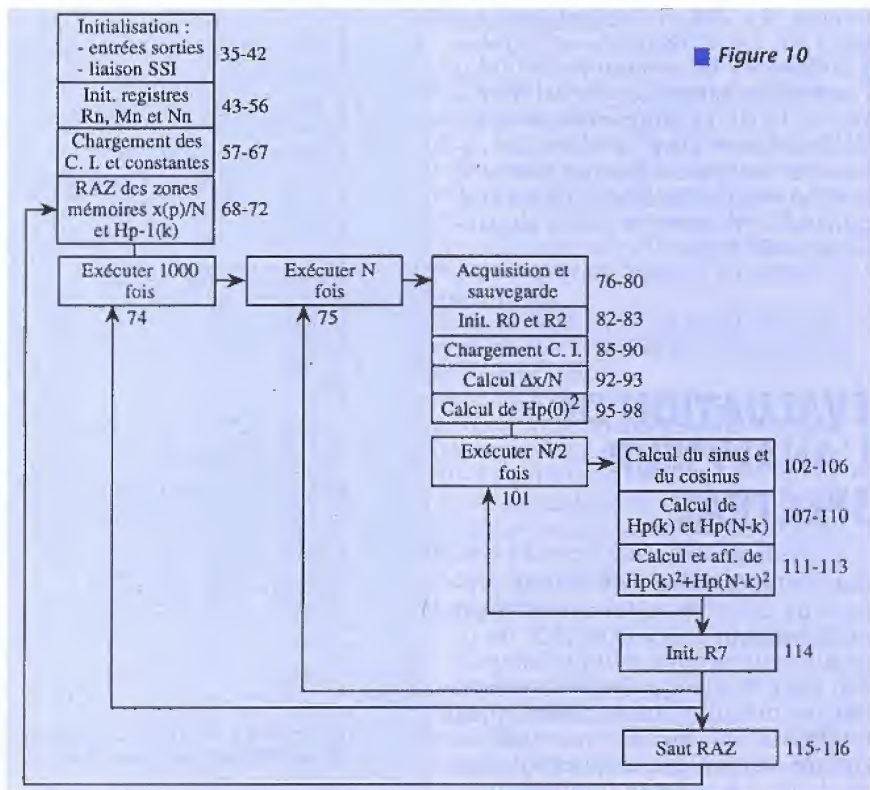 Initialisation :
- entrées sorties
- liaison SSI
35-42
Figure 10
Init. registres
Rn, Mn et Nn
43-56
Chargement des
C. I. et constantes
57-67
RAZ des zones
mémoires x(p)/N
et Hp-1(k)
68-72
Exécuter 1000
fois
74
Exécuter N
fois
75
Acquisition et
sauvegarde
76-80
Init. R0 et R2
82-83
Chargement C. I.
85-90
Calcul Δx/N
92-93
Calcul de Hp(0)²
95-98
Exécuter N/2
fois
101
Calcul du sinus et
du cosinus
102-106
Calcul de
Hp(k) et Hp(N-k)
107-110
Calcul et aff. de
Hp(k)²+Hp(N-k)²
111-113
Init. R7
114
Saut RAZ
115-116